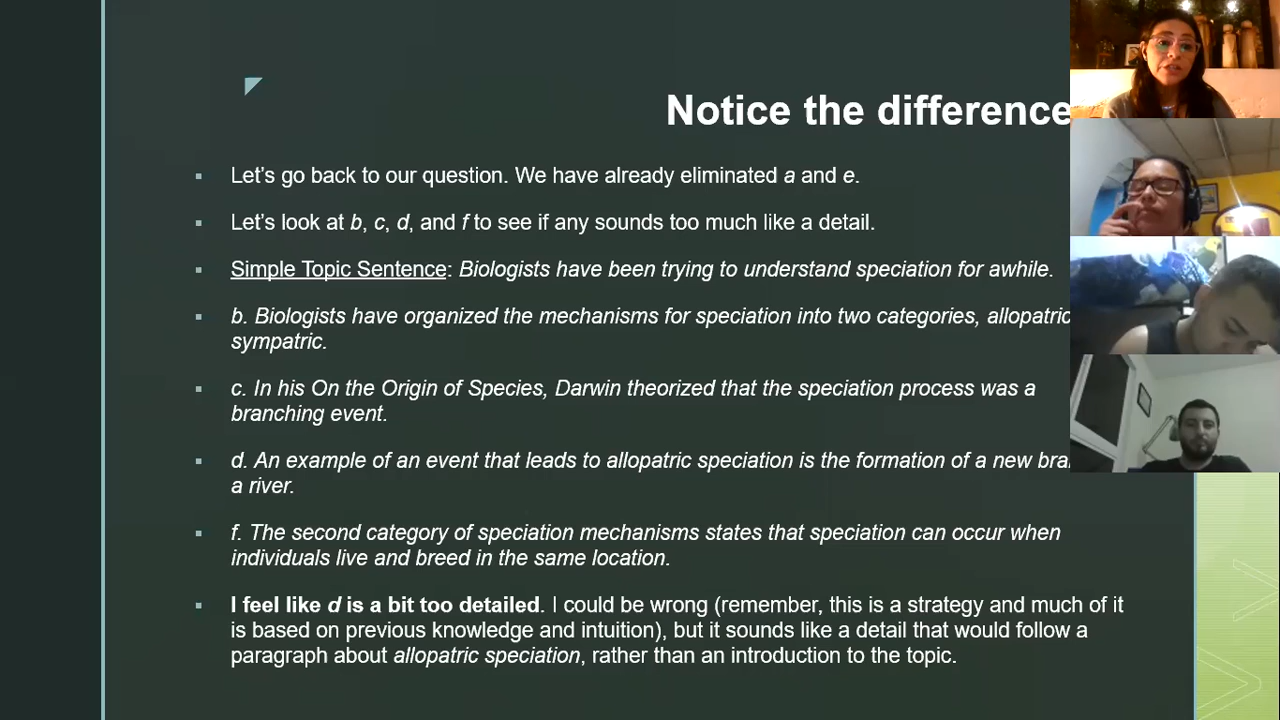 Notice the difference
Let's go back to our question. We have already eliminated a and e.
Let's look at b, c, d, and f to see if any sounds too much like a detail.
Simple Topic Sentence: Biologists have been trying to understand speciation for awhile.
b. Biologists have organized the mechanisms for speciation into two categories, allopatric
sympatric.
c. In his On the Origin of Species, Darwin theorized that the speciation process was a
branching event.
d. An example of an event that leads to allopatric speciation is the formation of a new
a river.
f. The second category of speciation mechanisms states that speciation can occur when
individuals live and breed in the same location.
I feel like d is a bit too detailed. I could be wrong (remember, this is a strategy and much of it
is based on previous knowledge and intuition), but it sounds like a detail that would follow a
paragraph about allopatric speciation, rather than an introduction to the topic.